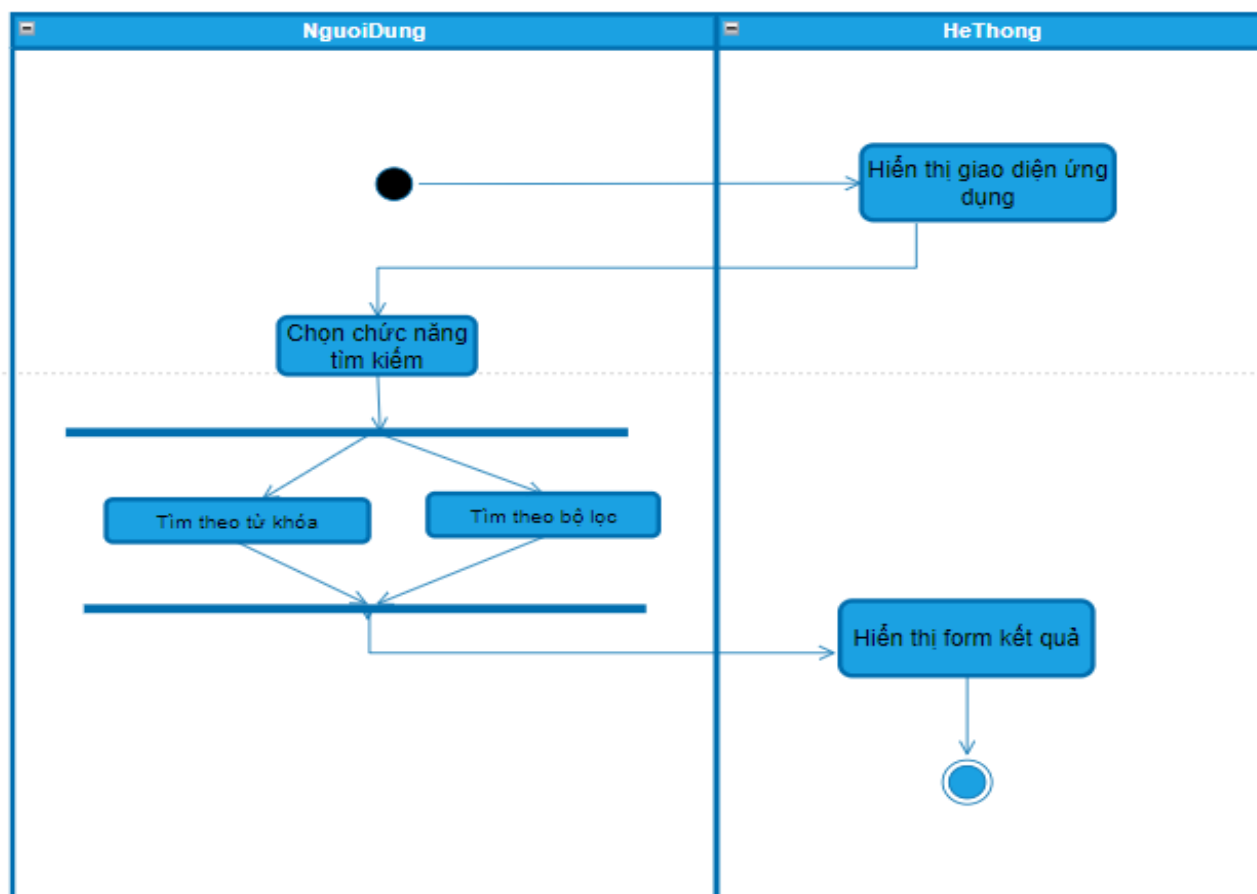 NguoiDung
HeThong
Hiển thị giao diện ứng
dụng
Chọn chức năng
tìm kiếm
Tìm theo từ khóa
Tìm theo bộ lọc
Hiển thị form kết quả